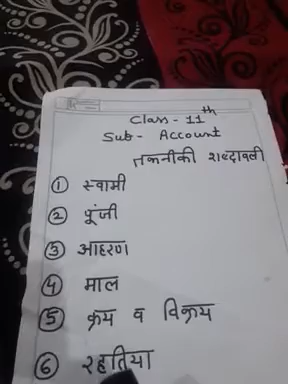 Class - 11th
Sub - Account
तकनीकी शब्दावली
① स्वामी
② पूंजी
③ आहरण
④ माल
⑤ क्रय व विक्रय
⑥ रहतिया